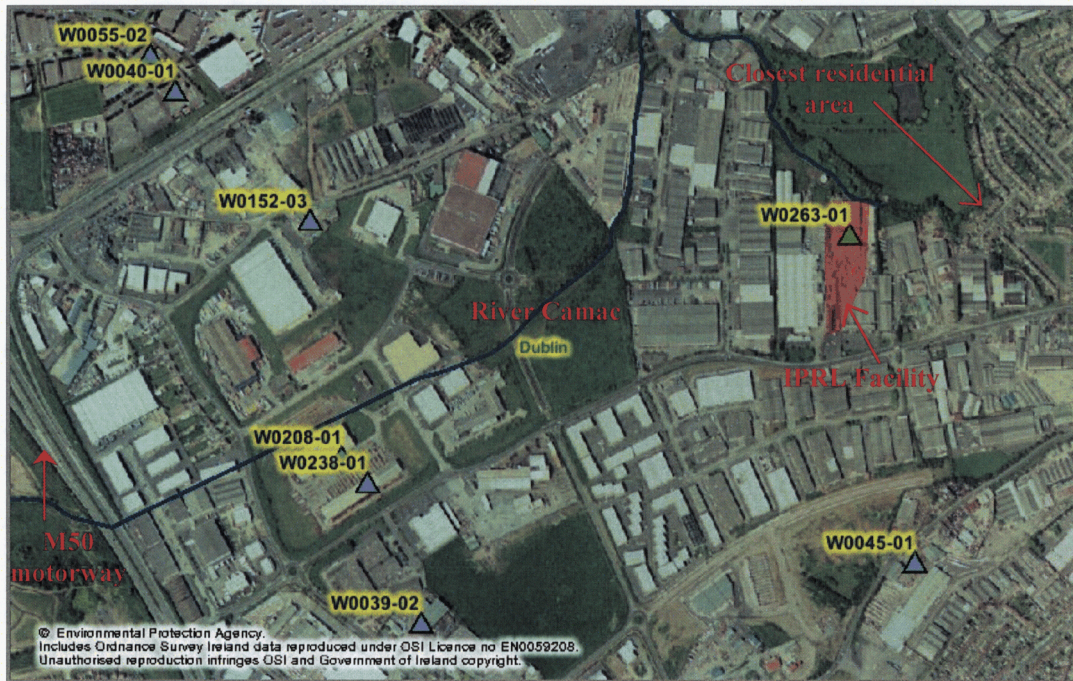 W0055-02
W0040-01
Closest residential
area
W0152-03
W0263-01
River Camac
Dublin
IPRL Facility
W0208-01
W0238-01
M50
motorway
W0045-01
W0039-02
© Environmental Protection Agency.
Includes Ordnance Survey Ireland data reproduced under OSI Licence no EN0059208.
Unauthorised reproduction infringes OSI and Government of Ireland copyright.